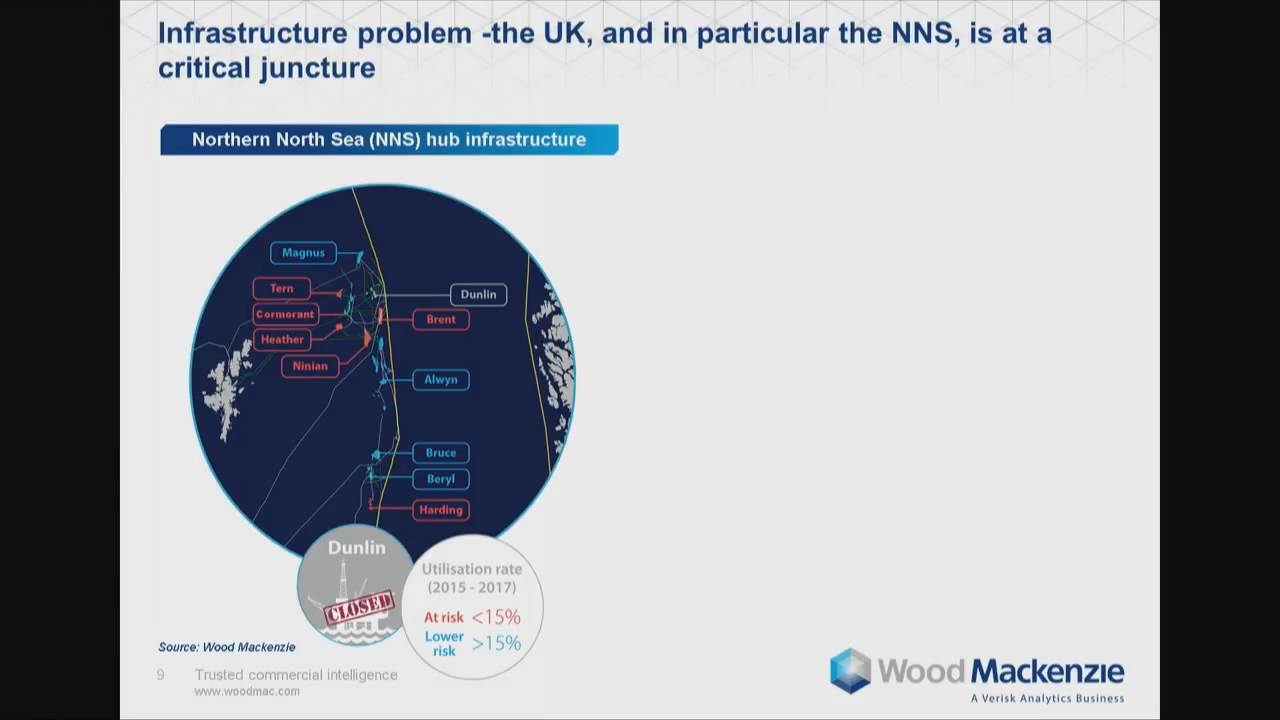 Infrastructure problem -the UK, and in particular the NNS, is at a
critical juncture
Northern North Sea (NNS) hub infrastructure
Magnus
Tern
Dunlin
Cormorant
Brent
Heather
Ninian
Alwyn
Bruce
Beryl
Harding
Dunlin
CLOSED
Utilisation rate
(2015 - 2017)
At risk <15%
Lower
risk >15%
Source: Wood Mackenzie
9 Trusted commercial intelligence
www.woodmac.com
Wood Mackenzie
A Verisk Analytics Business